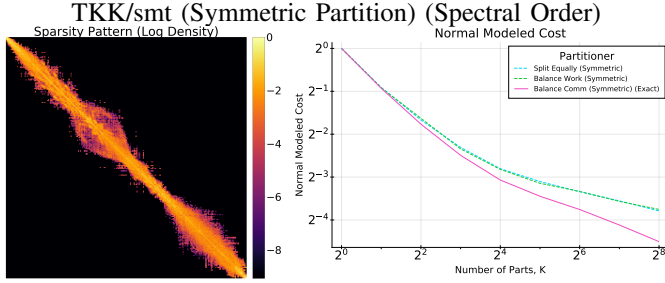 TKK/smt (Symmetric Partition) (Spectral Order)
Sparsity Pattern (Log Density)
0
−2
−4
−6
−8
Normal Modeled Cost
Normal Modeled Cost
2^0
2^−1
2^−2
2^−3
2^−4
Partitioner
Split Equally (Symmetric)
Balance Work (Symmetric)
Balance Comm (Symmetric) (Exact)
2^0 2^2 2^4 2^6 2^8
Number of Parts, K